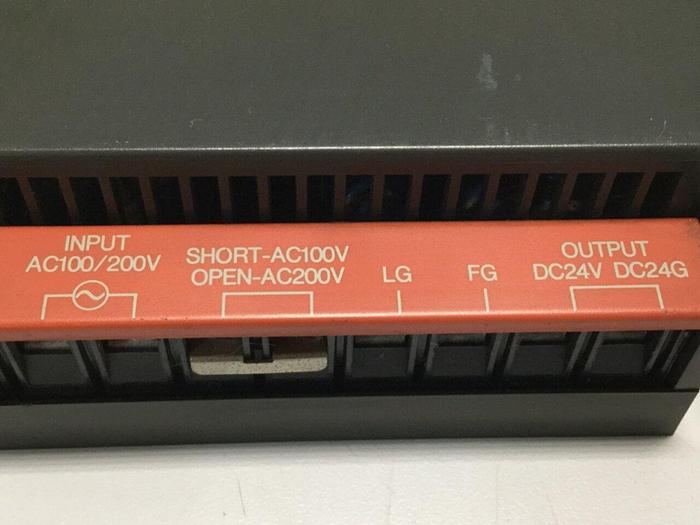 INPUT
AC100/200V
SHORT-AC100V
OPEN-AC200V
LG
FG
OUTPUT
DC24V DC24G